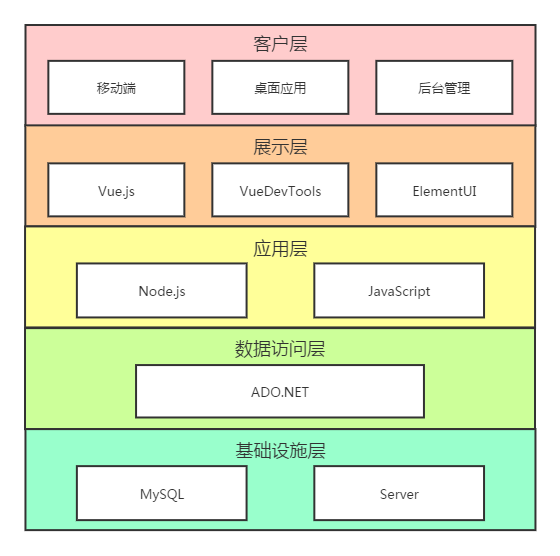 客户层
移动端 桌面应用 后台管理
展示层
Vue.js VueDevTools ElementUI
应用层
Node.js JavaScript
数据访问层
ADO.NET
基础设施层
MySQL Server